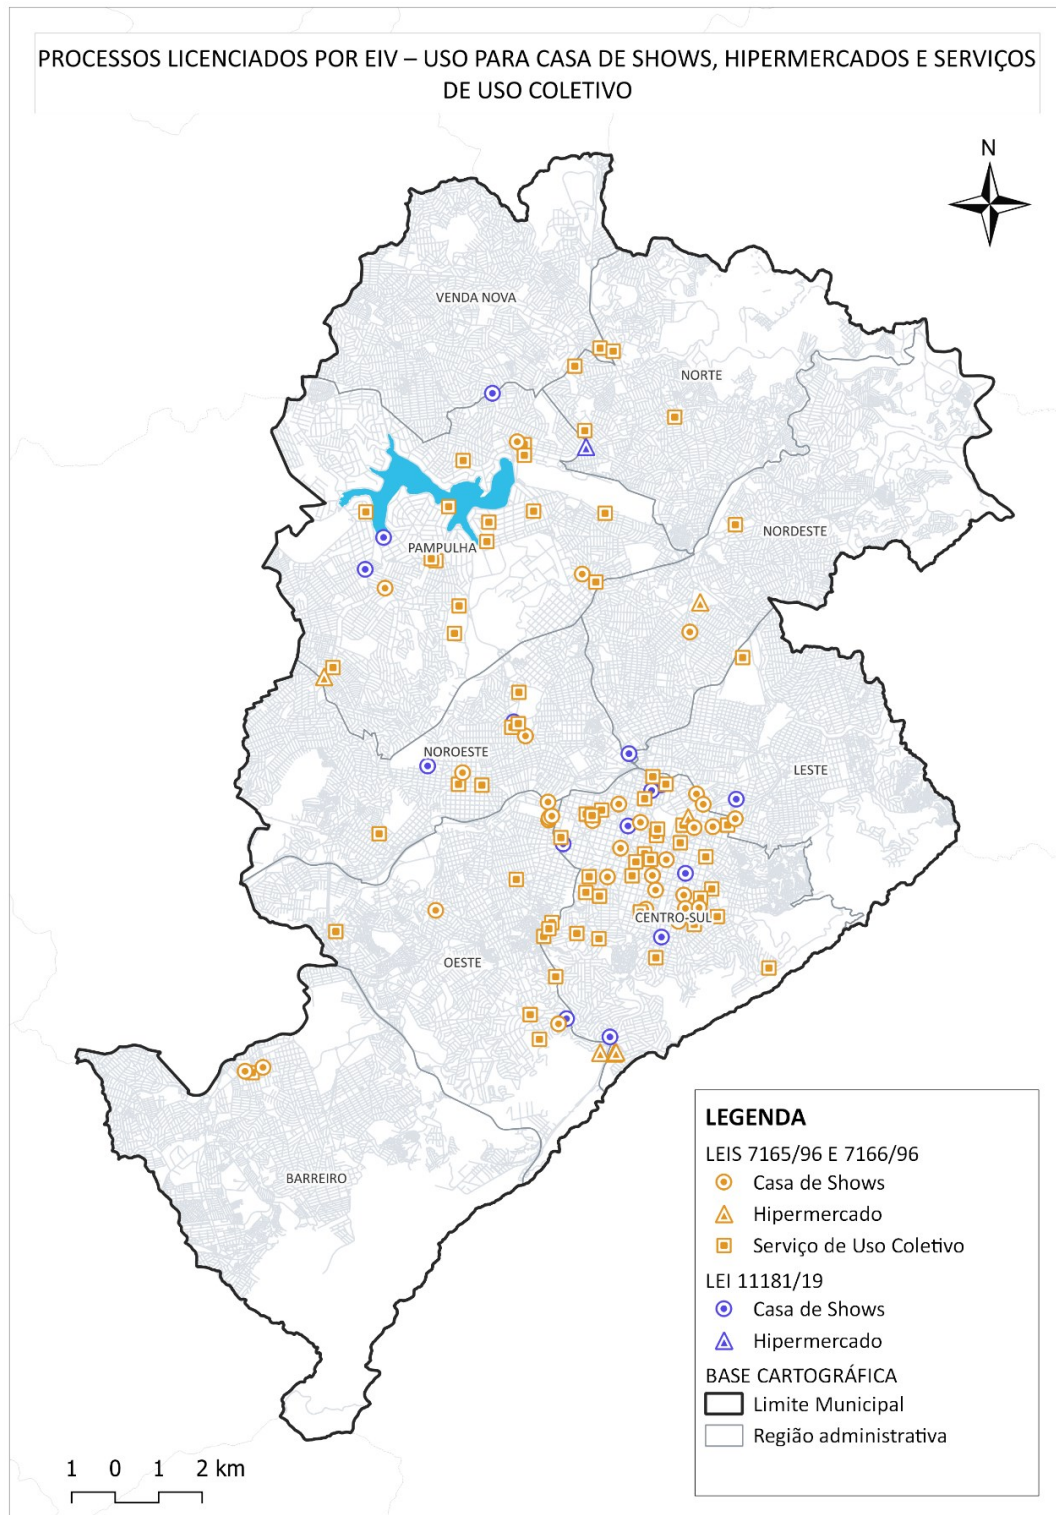 PROCESSOS LICENCIADOS POR EIV – USO PARA CASA DE SHOWS, HIPERMERCADOS E SERVIÇOS
DE USO COLETIVO
N
VENDA NOVA
NORTE
NORDESTE
PAMPULHA
NOROESTE
LESTE
CENTRO-SUL
OESTE
BARREIRO
LEGENDA
LEIS 7165/96 E 7166/96
Casa de Shows
Hipermercado
Serviço de Uso Coletivo
LEI 11181/19
Casa de Shows
Hipermercado
BASE CARTOGRÁFICA
Limite Municipal
Região administrativa
1 0 1 2 km